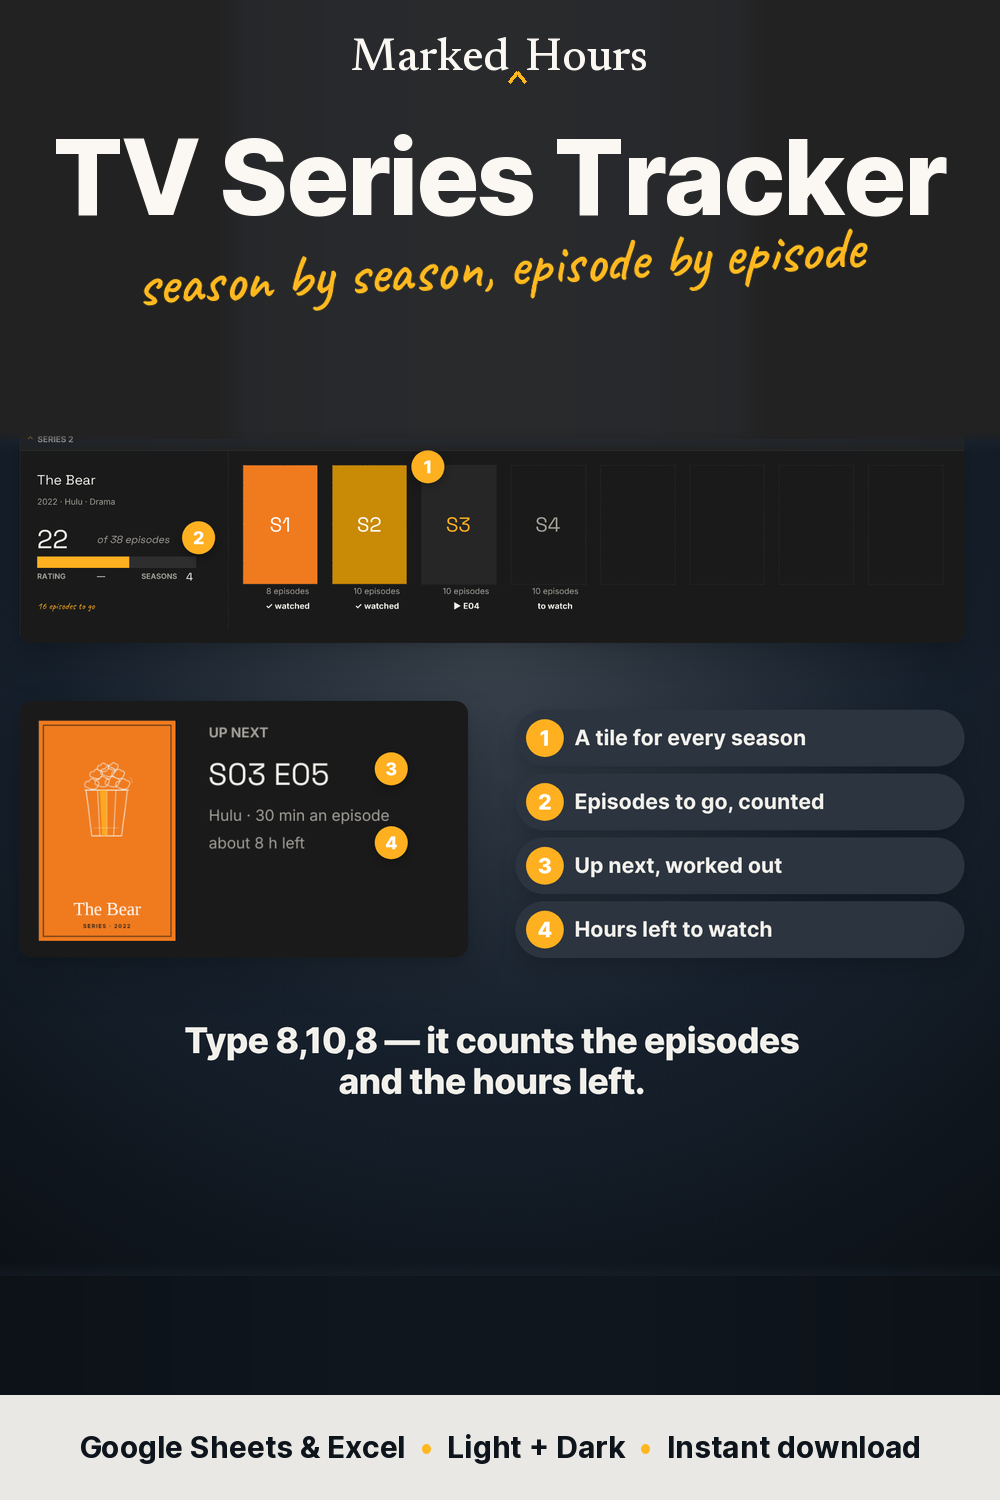 Marked Hours
TV Series Tracker
season by season, episode by episode
^ SERIES 2
The Bear
2022 · Hulu · Drama
22 of 38 episodes
2
RATING — SEASONS 4
16 episodes to go
1
S1 S2 S3 S4
8 episodes 10 episodes 10 episodes 10 episodes
✓ watched ✓ watched ▶ E04 to watch
The Bear
SERIES · 2022
UP NEXT
S03 E05
3
Hulu · 30 min an episode
about 8 h left
4
1 A tile for every season
2 Episodes to go, counted
3 Up next, worked out
4 Hours left to watch
Type 8,10,8 — it counts the episodes
and the hours left.
Google Sheets & Excel • Light + Dark • Instant download